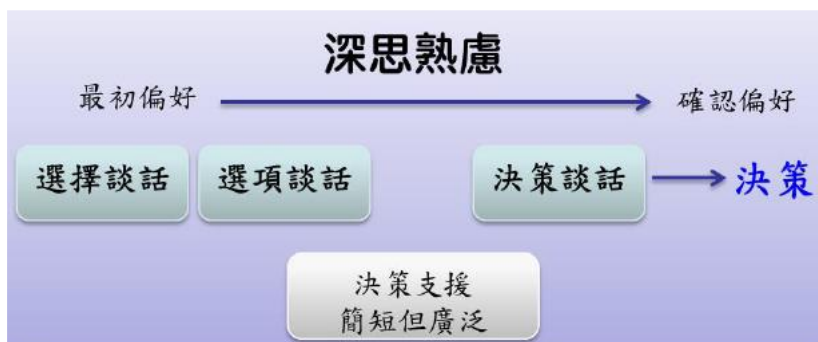 深思熟慮
最初偏好
確認偏好
選擇談話
選項談話
決策談話
決策
決策支援
簡短但廣泛